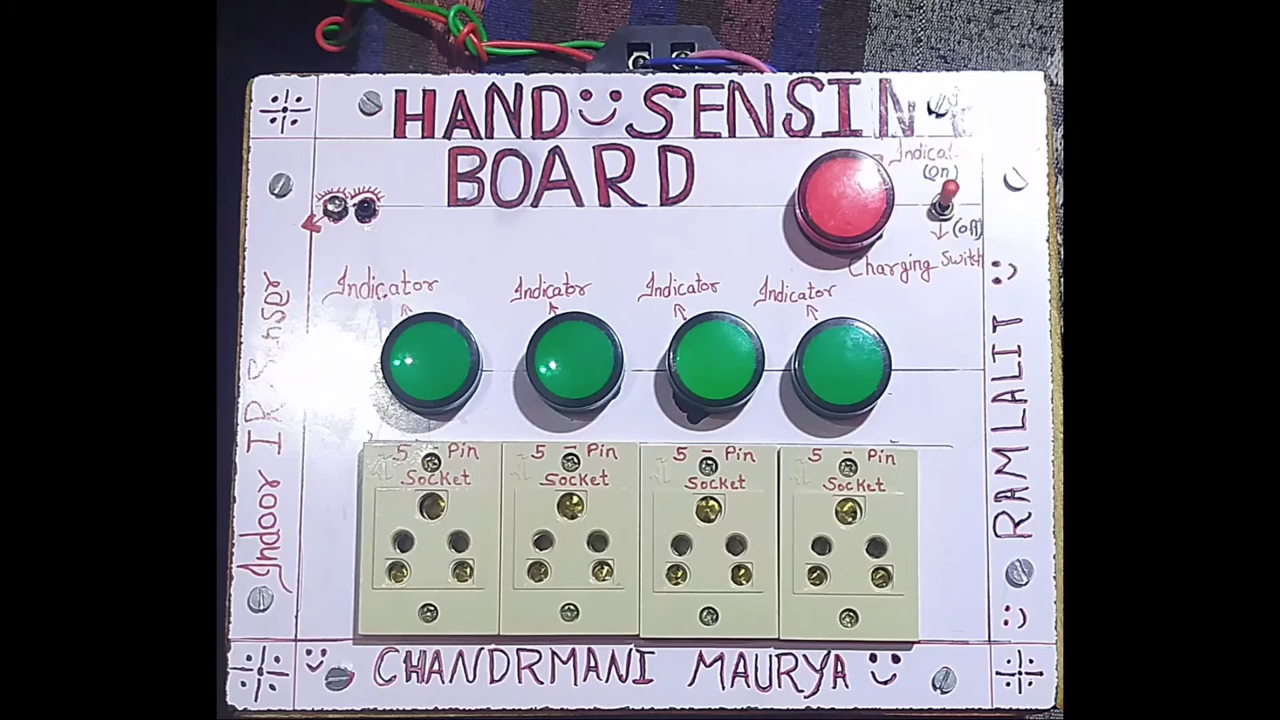 HAND SENSIN
BOARD
Indicat
(On)
(off)
Charging Switch
Indicator
Indicator
Indicator
Indicator
Indoor IR Sensor
RAMLALIT
5-Pin
Socket
5-Pin
Socket
5-Pin
Socket
5-Pin
Socket
CHANDRMANI MAURYA